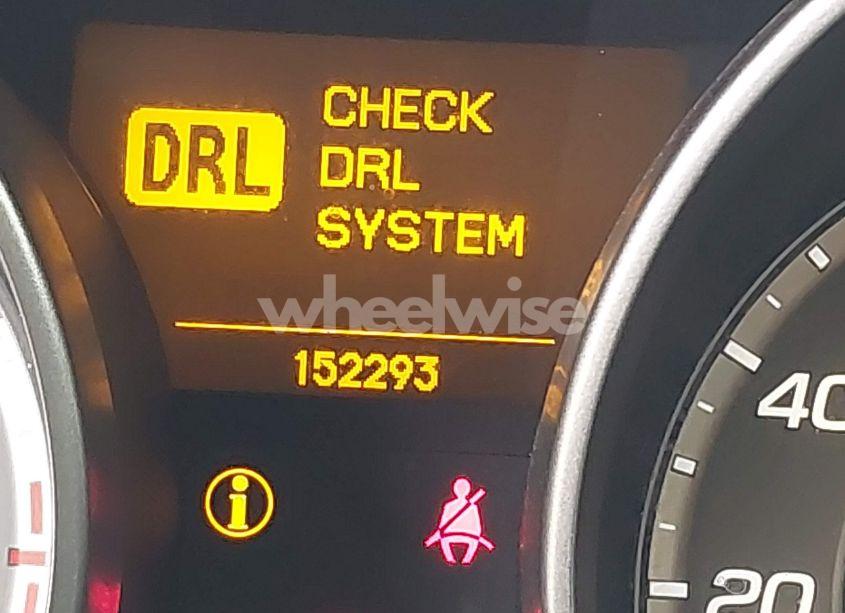 DRL
CHECK
DRL
SYSTEM
wheelwise
152293
i
40
20